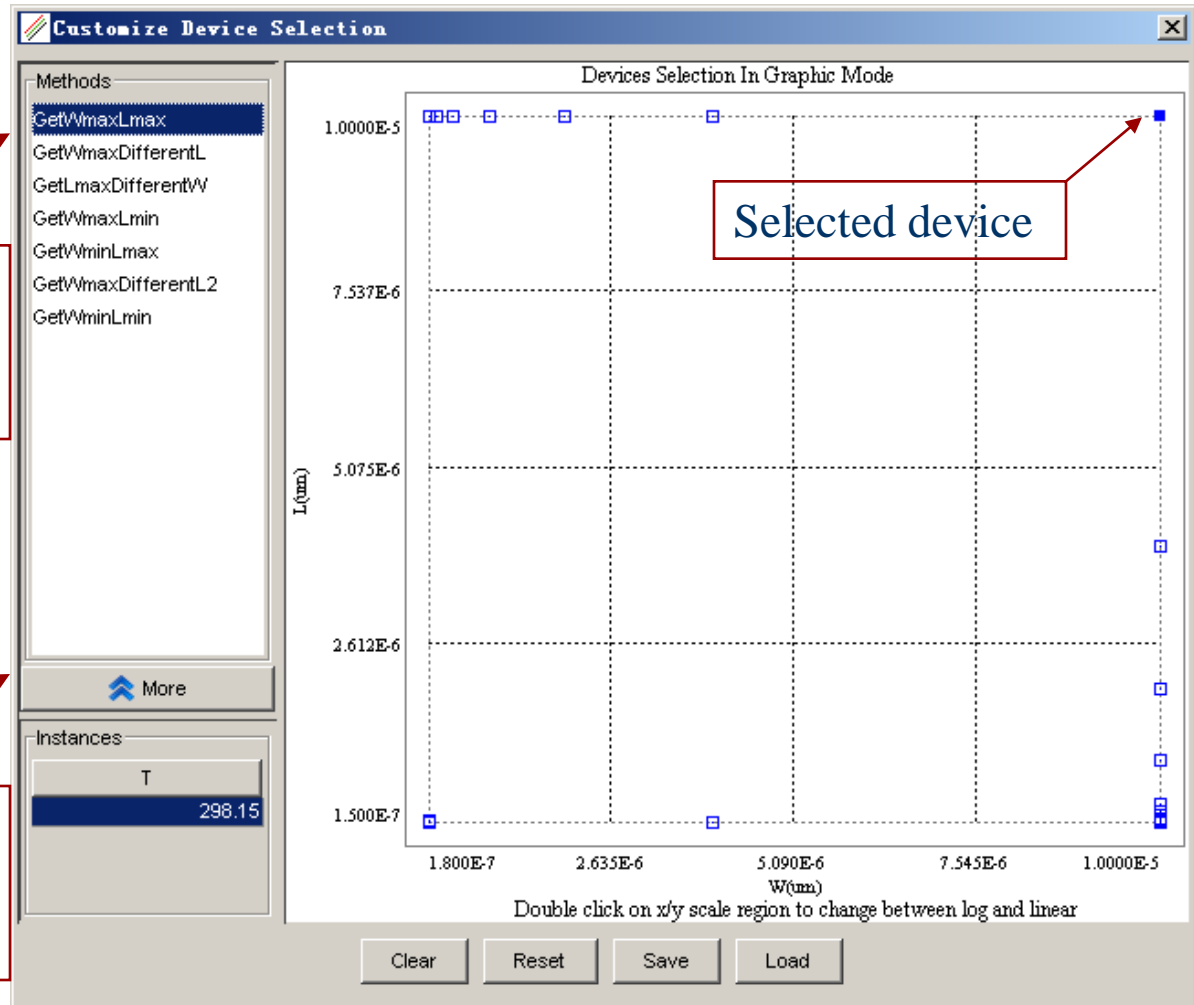 Customize Device Selection
Methods
GetWmaxLmax
GetWmaxDifferentL
GetLmaxDifferentW
GetWmaxLmin
GetWminLmax
GetWmaxDifferentL2
GetWminLmin
More
Instances
T
298.15
Devices Selection In Graphic Mode
1.0000E-5
7.537E-6
5.075E-6
2.612E-6
1.500E-7
L(um)
Selected device
1.800E-7 2.635E-6 5.090E-6 7.545E-6 1.0000E-5
W(um)
Double click on x/y scale region to change between log and linear
Clear Reset Save Load